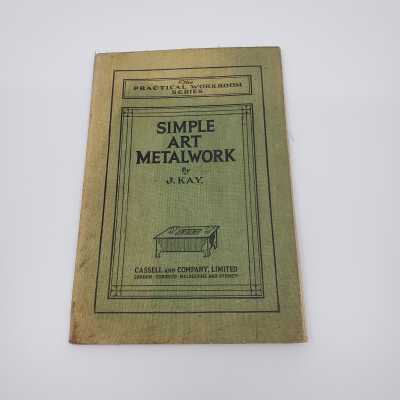 The
PRACTICAL WORKROOM
SERIES
SIMPLE
ART
METALWORK
By
J. KAY.
CASSELL AND COMPANY, LIMITED
LONDON · TORONTO · MELBOURNE AND SYDNEY